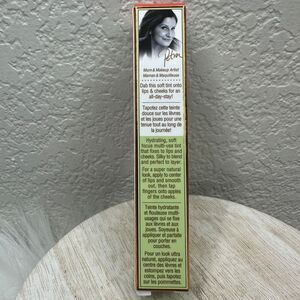 Mom & Makeup Artist
Maman & Maquilleuse
Dab this soft tint onto
lips & cheeks for an
all-day-stay!
Tapotez cette teinte
douce sur les lèvres
et les joues pour une
tenue tout au long de
la journée!
Hydrating, soft
focus multi-use tint
that fixes to lips and
cheeks. Silky to blend
and perfect to layer.
For a super natural
look, apply to center
of lips and smooth
out, then tap
fingers onto apples
of the cheeks.
Teinte hydratante
et flouteuse multi-
usages qui se fixe
aux lèvres et aux
joues. Soyeuse à
appliquer et parfaite
pour porter en
couches.
Pour un look ultra
naturel, appliquez au
centre des lèvres et
estompez vers les
coins, puis tapotez
sur les pommettes.